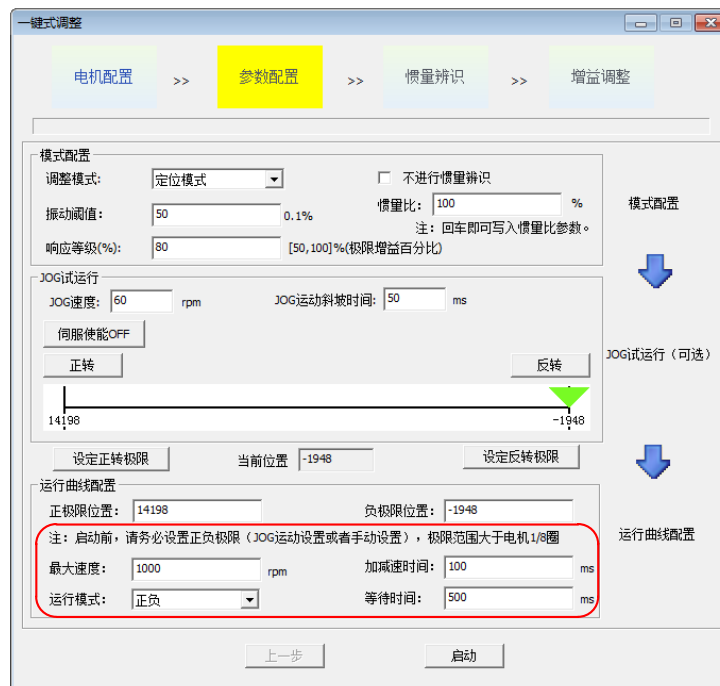 一键式调整
电机配置 >> 参数配置 >> 惯量辨识 >> 增益调整
模式配置
调整模式: 定位模式 不进行惯量辨识
振动阈值: 50 0.1% 惯量比: 100 %
注: 回车即可写入惯量比参数。
响应等级(%): 80 [50,100]%(极限增益百分比)
模式配置
JOG试运行
JOG速度: 60 rpm JOG运动斜坡时间: 50 ms
伺服使能OFF
正转 反转
JOG试运行（可选）
14198 -1948
设定正转极限 当前位置 -1948 设定反转极限
运行曲线配置
正极限位置: 14198 负极限位置: -1948
注: 启动前, 请务必设置正负极限（JOG运动设置或者手动设置）, 极限范围大于电机1/8圈
运行曲线配置
最大速度: 1000 rpm 加减速时间: 100 ms
运行模式: 正负 等待时间: 500 ms
上一步 启动